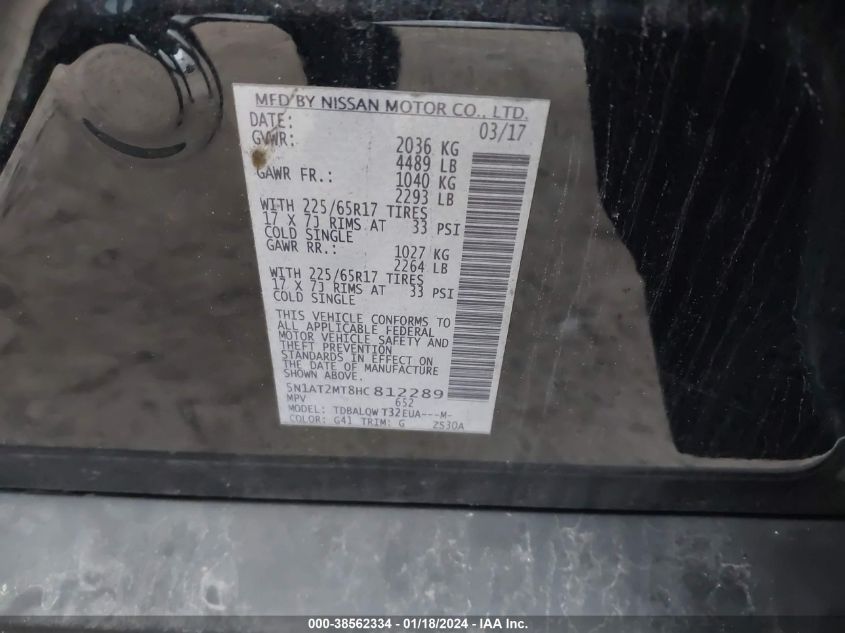 MFD BY NISSAN MOTOR CO., LTD.
DATE: 03/17
GVWR: 2036 KG
4489 LB
GAWR FR.: 1040 KG
2293 LB
WITH 225/65R17 TIRES
17 X 7J RIMS AT 33 PSI
COLD SINGLE
GAWR RR.: 1027 KG
2264 LB
WITH 225/65R17 TIRES
17 X 7J RIMS AT 33 PSI
COLD SINGLE
THIS VEHICLE CONFORMS TO
ALL APPLICABLE FEDERAL
MOTOR VEHICLE SAFETY AND
THEFT PREVENTION
STANDARDS IN EFFECT ON
THE DATE OF MANUFACTURE
SHOWN ABOVE.
5N1AT2MT8HC812289
MPV 652
MODEL: TDBALQW T32EUA---M-
COLOR: G41 TRIM: G 2S30A
000-38562334 / 01/18/2024 - IAA Inc.